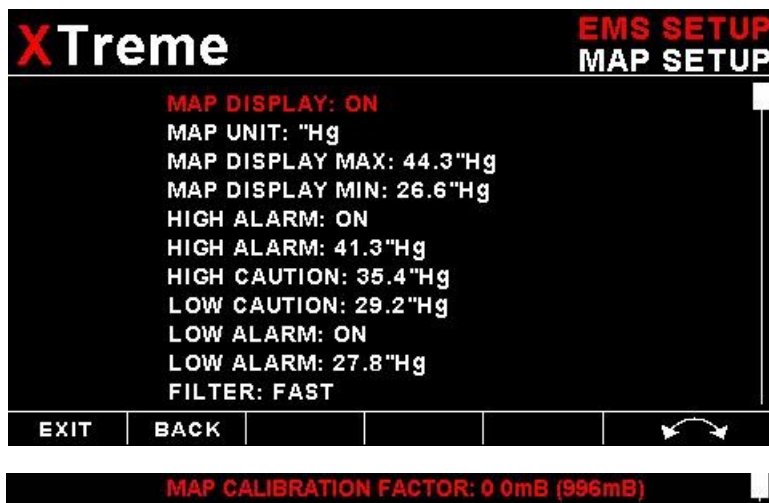 XTreme
EMS SETUP
MAP SETUP
MAP DISPLAY: ON
MAP UNIT: "Hg
MAP DISPLAY MAX: 44.3"Hg
MAP DISPLAY MIN: 26.6"Hg
HIGH ALARM: ON
HIGH ALARM: 41.3"Hg
HIGH CAUTION: 35.4"Hg
LOW CAUTION: 29.2"Hg
LOW ALARM: ON
LOW ALARM: 27.8"Hg
FILTER: FAST
EXIT BACK
MAP CALIBRATION FACTOR: 0 0mB (996mB)